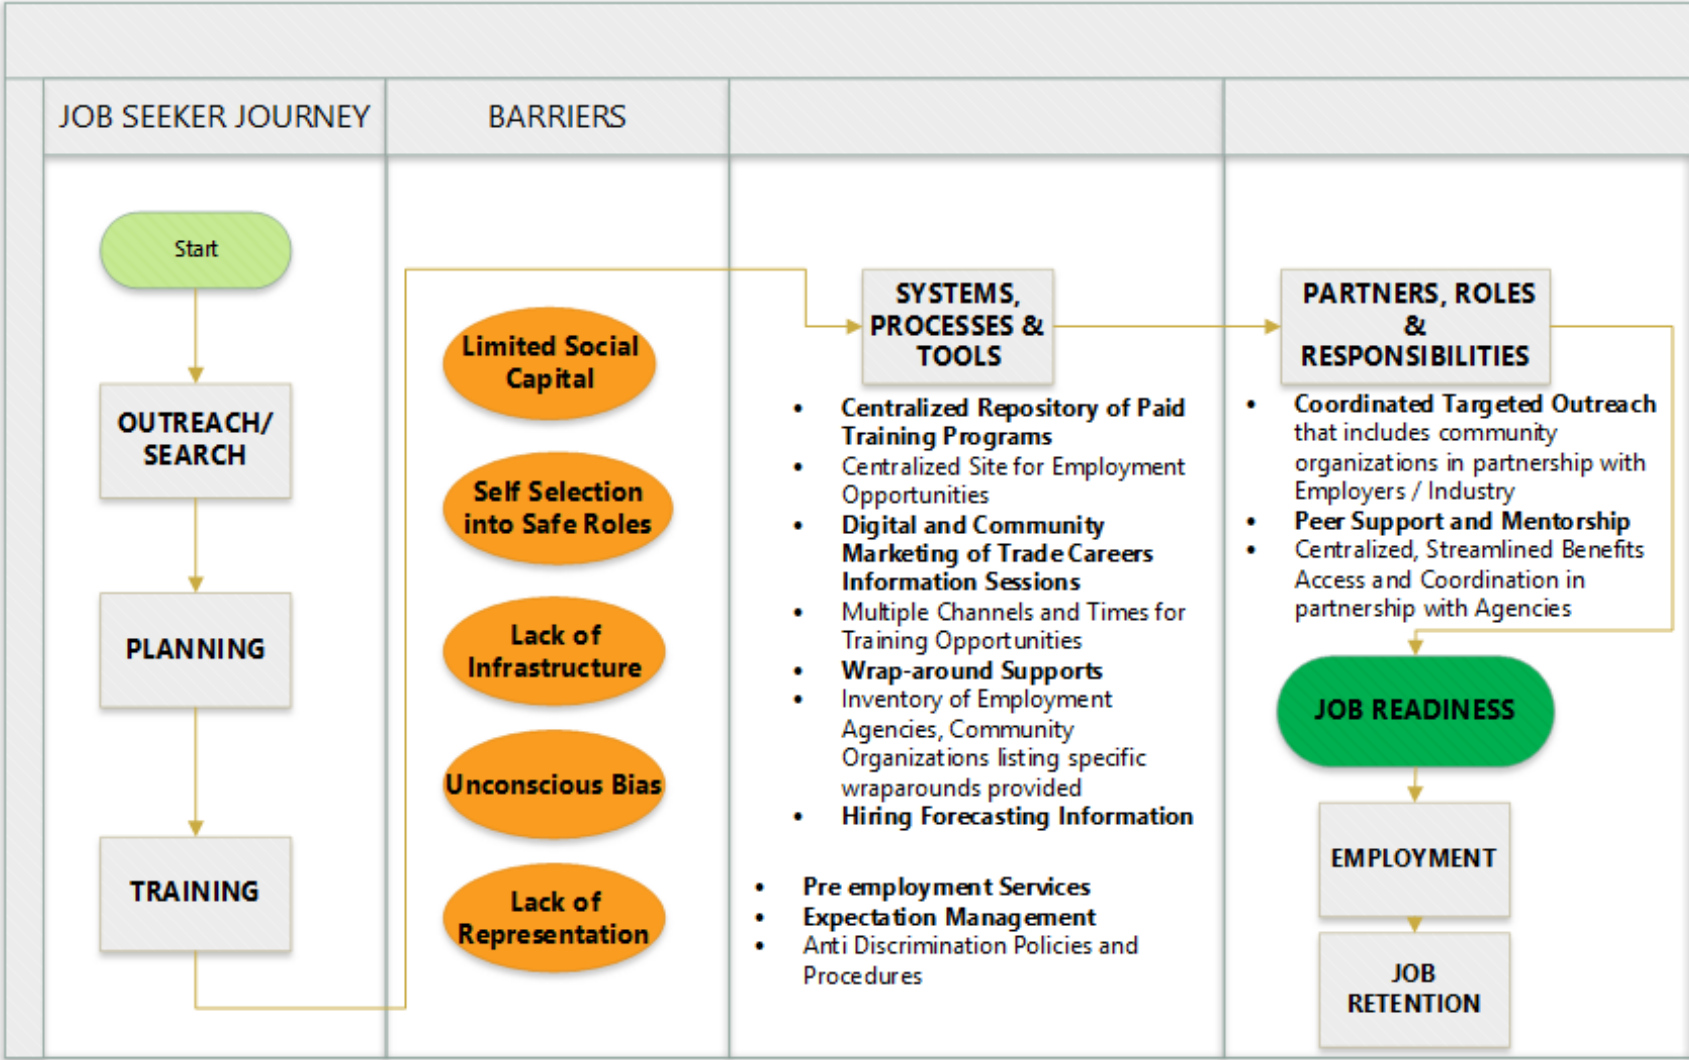 JOB SEEKER JOURNEY
BARRIERS
Start
OUTREACH/
SEARCH
PLANNING
TRAINING
Limited Social
Capital
Self Selection
into Safe Roles
Lack of
Infrastructure
Unconscious Bias
Lack of
Representation
SYSTEMS,
PROCESSES &
TOOLS
• Centralized Repository of Paid
Training Programs
• Centralized Site for Employment
Opportunities
• Digital and Community
Marketing of Trade Careers
Information Sessions
• Multiple Channels and Times for
Training Opportunities
• Wrap-around Supports
• Inventory of Employment
Agencies, Community
Organizations listing specific
wraparounds provided
• Hiring Forecasting Information
• Pre employment Services
• Expectation Management
• Anti Discrimination Policies and
Procedures
PARTNERS, ROLES
&
RESPONSIBILITIES
• Coordinated Targeted Outreach
that includes community
organizations in partnership with
Employers / Industry
• Peer Support and Mentorship
• Centralized, Streamlined Benefits
Access and Coordination in
partnership with Agencies
JOB READINESS
EMPLOYMENT
JOB
RETENTION